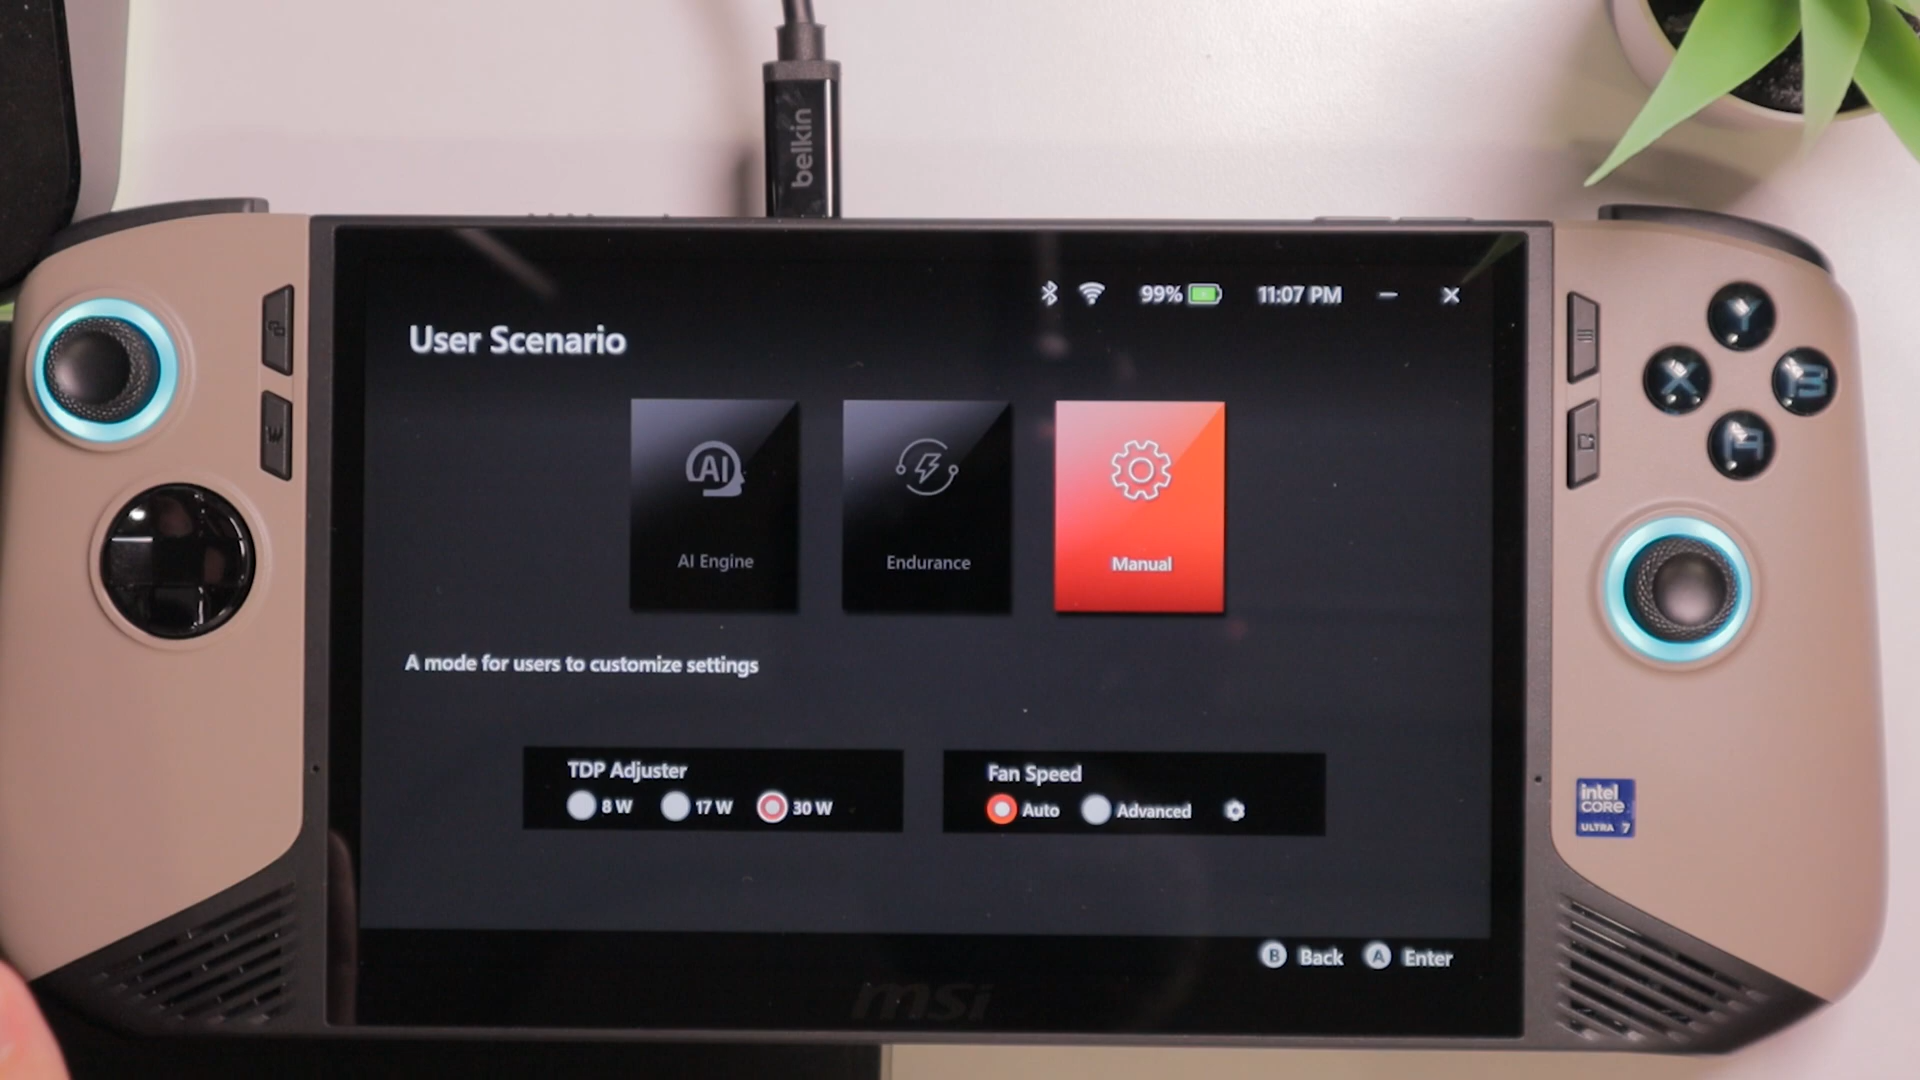 belkin
99%
11:07 PM
User Scenario
AI
AI Engine
Endurance
Manual
A mode for users to customize settings
TDP Adjuster
8 W
17 W
30 W
Fan Speed
Auto
Advanced
B Back
A Enter
msi
Y
X
B
A
intel
CORE
ULTRA 7